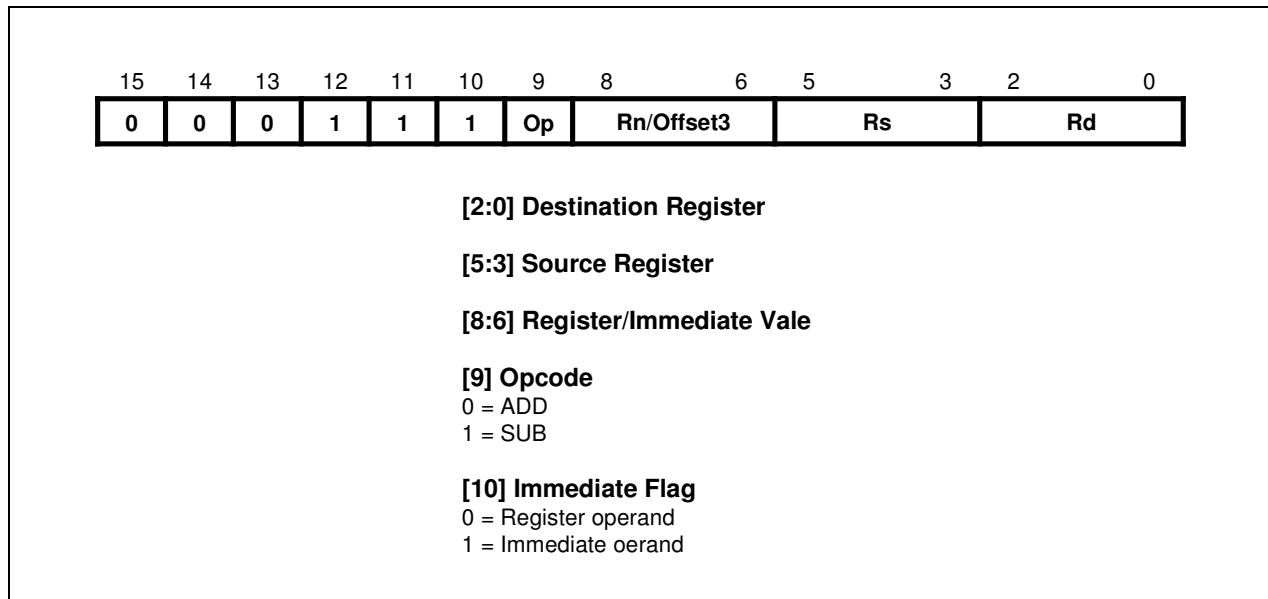 15 14 13 12 11 10 9 8 6 5 3 2 0
0 0 0 1 1 1 Op Rn/Offset3 Rs Rd
[2:0] Destination Register
[5:3] Source Register
[8:6] Register/Immediate Vale
[9] Opcode
0 = ADD
1 = SUB
[10] Immediate Flag
0 = Register operand
1 = Immediate oerand